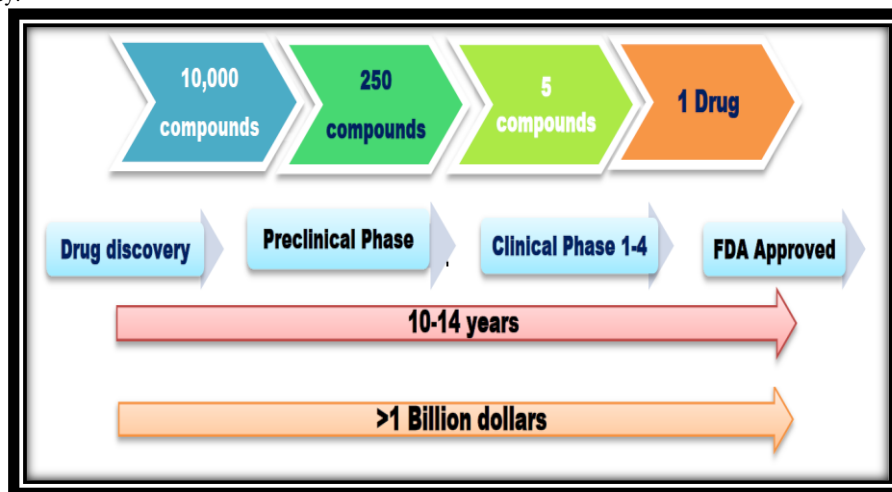 y.
10,000
compounds
250
compounds
5
compounds
1 Drug
Drug discovery
Preclinical Phase
Clinical Phase 1-4
FDA Approved
10-14 years
>1 Billion dollars